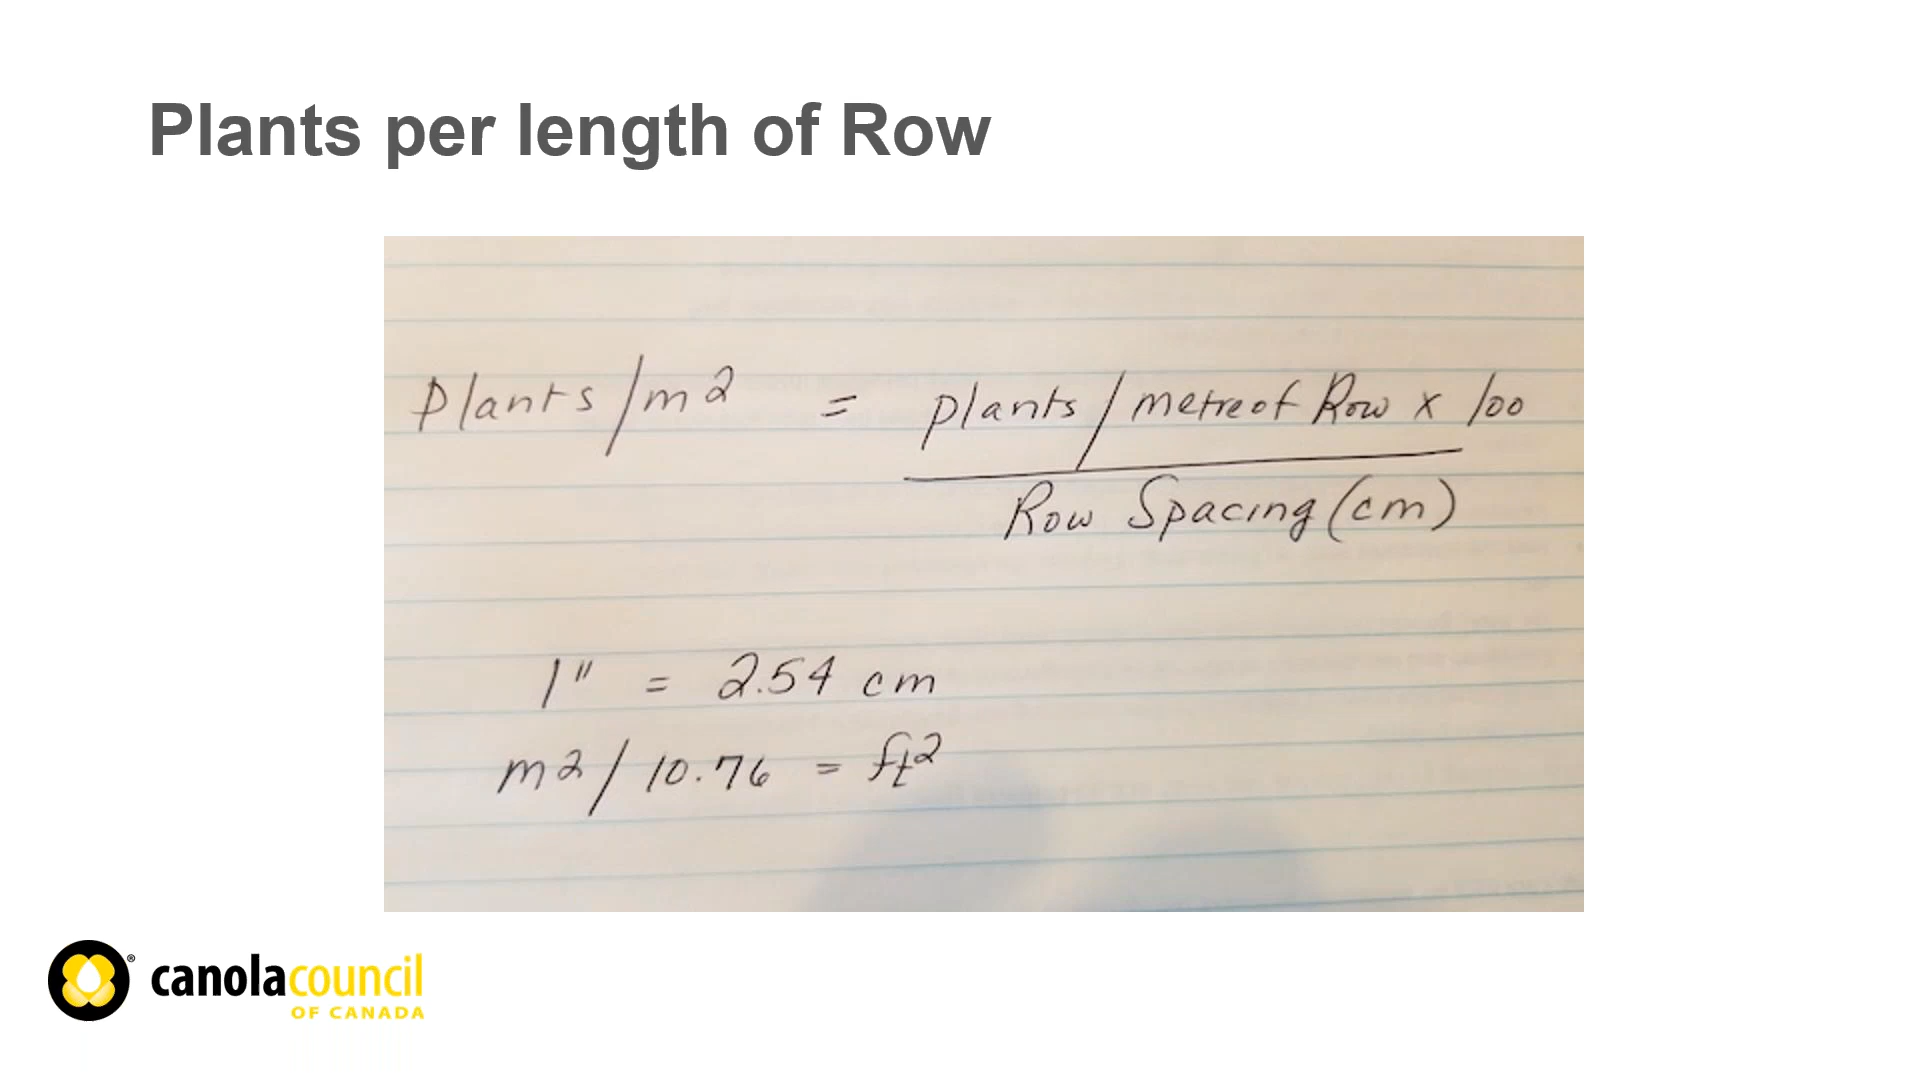 Plants per length of Row
Plants/m2 = plants/metre of Row x 100
Row Spacing (cm)
1" = 2.54 cm
m2/10.76 = ft2
canolacouncil
OF CANADA